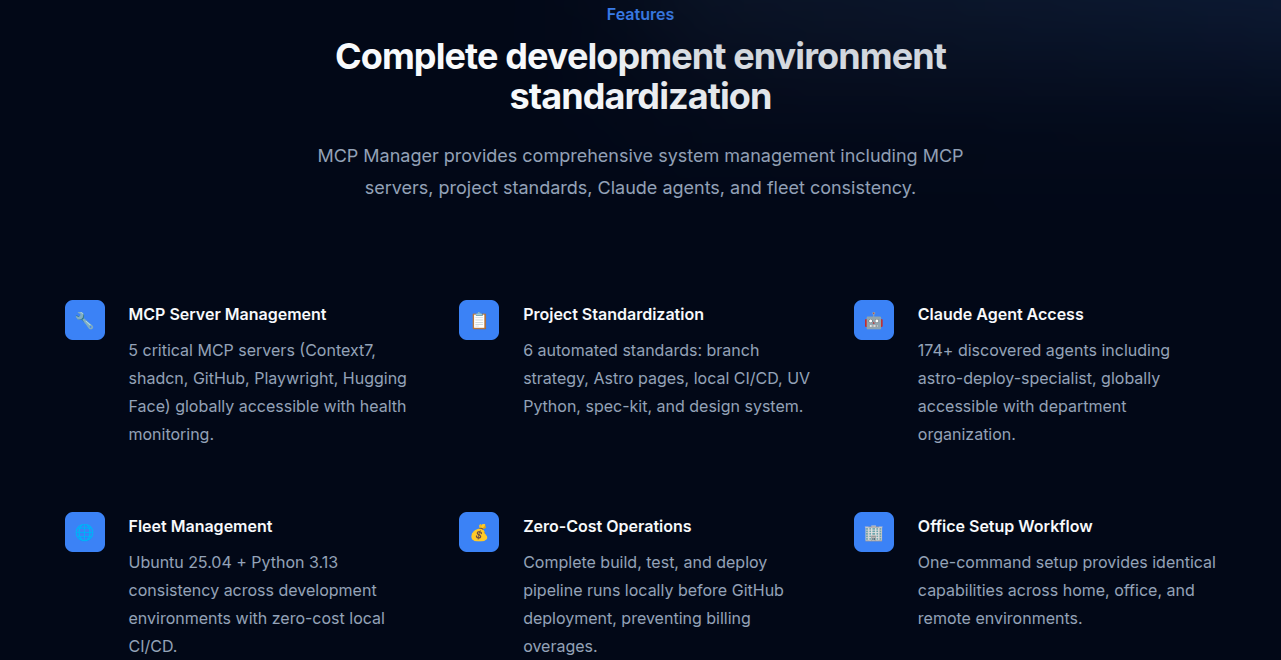 Features
Complete development environment
standardization
MCP Manager provides comprehensive system management including MCP
servers, project standards, Claude agents, and fleet consistency.
MCP Server Management
5 critical MCP servers (Context7,
shadcn, GitHub, Playwright, Hugging
Face) globally accessible with health
monitoring.
Project Standardization
6 automated standards: branch
strategy, Astro pages, local CI/CD, UV
Python, spec-kit, and design system.
Claude Agent Access
174+ discovered agents including
astro-deploy-specialist, globally
accessible with department
organization.
Fleet Management
Ubuntu 25.04 + Python 3.13
consistency across development
environments with zero-cost local
CI/CD.
Zero-Cost Operations
Complete build, test, and deploy
pipeline runs locally before GitHub
deployment, preventing billing
overages.
Office Setup Workflow
One-command setup provides identical
capabilities across home, office, and
remote environments.